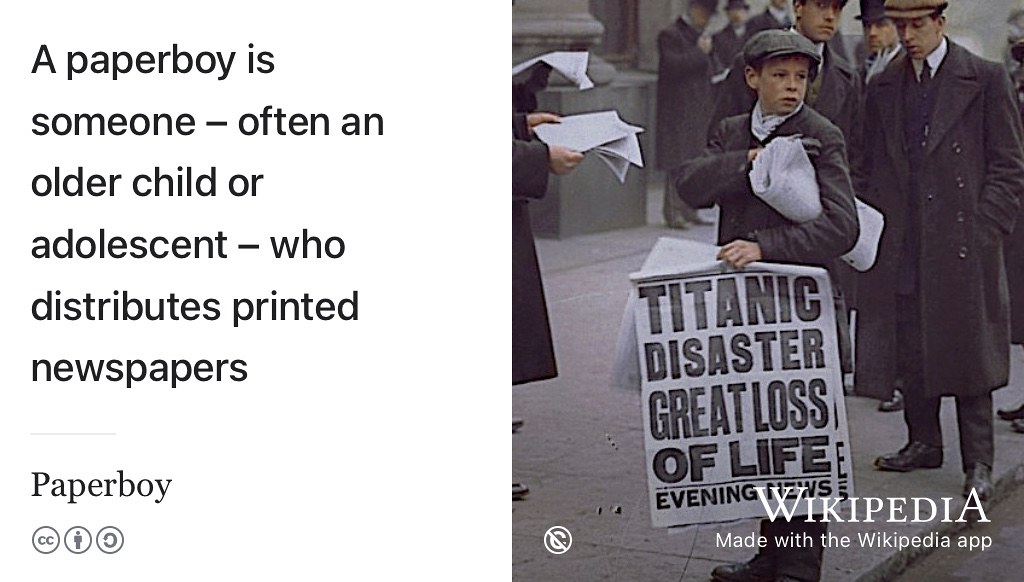 A paperboy is
someone – often an
older child or
adolescent – who
distributes printed
newspapers
Paperboy
cc
TITANIC
DISASTER
GREAT LOSS
OF LIFE
EVENING NEWS
WIKIPEDIA
Made with the Wikipedia app